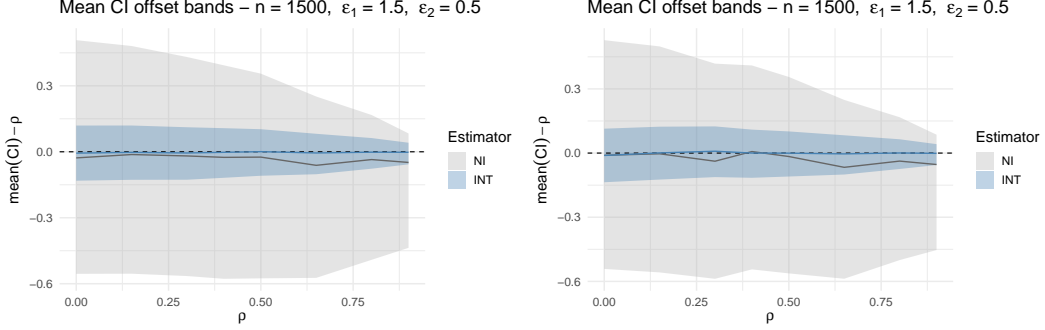 Mean CI offset bands − n = 1500, ε₁ = 1.5, ε₂ = 0.5
mean(CI) − ρ
0.3
0.0
−0.3
−0.6
0.00
0.25
0.50
0.75
ρ
Estimator
NI
INT
Mean CI offset bands − n = 1500, ε₁ = 1.5, ε₂ = 0.5
mean(CI) − ρ
0.3
0.0
−0.3
−0.6
0.00
0.25
0.50
0.75
ρ
Estimator
NI
INT